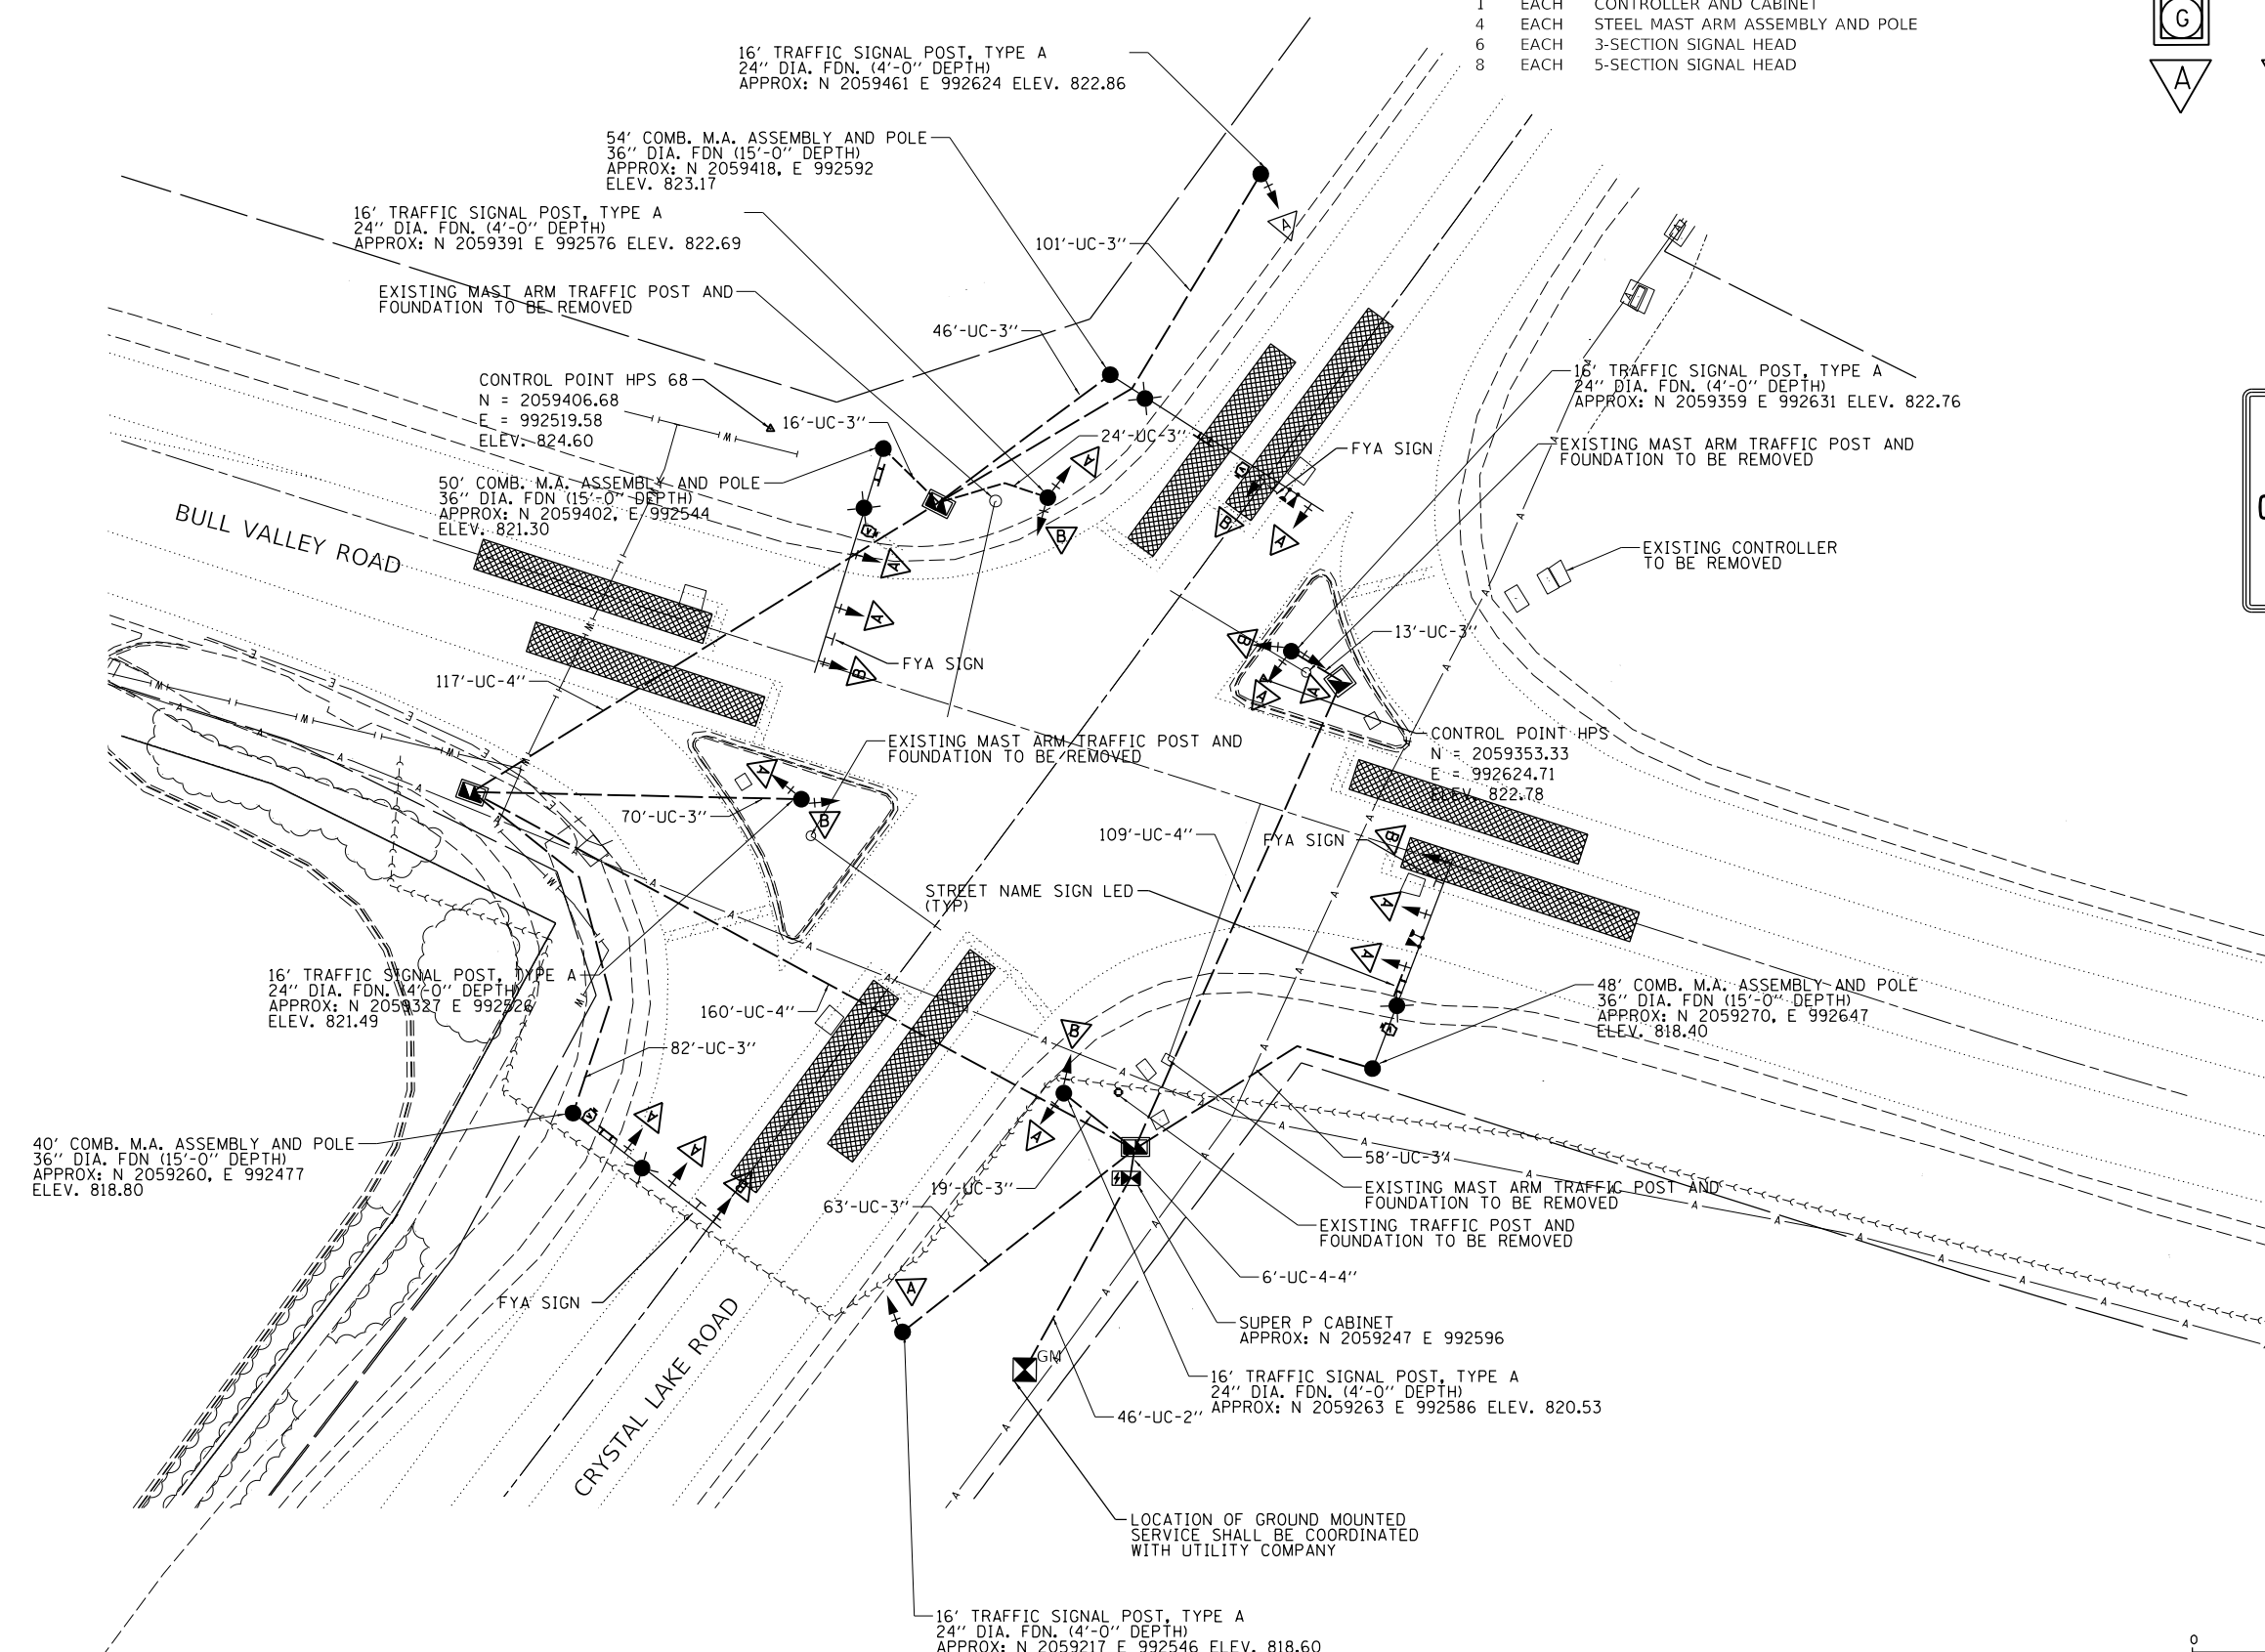 1 EACH CONTROLLER AND CABINET
4 EACH STEEL MAST ARM ASSEMBLY AND POLE
6 EACH 3-SECTION SIGNAL HEAD
8 EACH 5-SECTION SIGNAL HEAD
G
A
16' TRAFFIC SIGNAL POST, TYPE A
24" DIA. FDN. (4'-0" DEPTH)
APPROX: N 2059461 E 992624 ELEV. 822.86
54' COMB. M.A. ASSEMBLY AND POLE
36" DIA. FDN (15'-0" DEPTH)
APPROX: N 2059418, E 992592
ELEV. 823.17
16' TRAFFIC SIGNAL POST, TYPE A
24" DIA. FDN. (4'-0" DEPTH)
APPROX: N 2059391 E 992576 ELEV. 822.69
A
101'-UC-3"
EXISTING MAST ARM TRAFFIC POST AND
FOUNDATION TO BE REMOVED
46'-UC-3"
CONTROL POINT HPS 68
N = 2059406.68
E = 992519.58
ELEV. 824.60
16'-UC-3"
24'-UC-3"
16' TRAFFIC SIGNAL POST, TYPE A
24" DIA. FDN. (4'-0" DEPTH)
APPROX: N 2059359 E 992631 ELEV. 822.76
FYA SIGN
EXISTING MAST ARM TRAFFIC POST AND
FOUNDATION TO BE REMOVED
50' COMB. M.A. ASSEMBLY AND POLE
36" DIA. FDN (15'-0" DEPTH)
APPROX: N 2059402, E 992544
ELEV. 821.30
A
B
B
A
A
A
B
BULL VALLEY ROAD
EXISTING CONTROLLER
TO BE REMOVED
FYA SIGN
13'-UC-3"
B
A
A
117'-UC-4"
CONTROL POINT HPS
N = 2059353.33
E = 992624.71
ELEV. 822.78
EXISTING MAST ARM TRAFFIC POST AND
FOUNDATION TO BE REMOVED
A
B
70'-UC-3"
109'-UC-4"
FYA SIGN
B
A
A
STREET NAME SIGN LED
(TYP)
16' TRAFFIC SIGNAL POST, TYPE A
24" DIA. FDN. (4'-0" DEPTH)
APPROX: N 2059327 E 992526
ELEV. 821.49
160'-UC-4"
48' COMB. M.A. ASSEMBLY AND POLE
36" DIA. FDN (15'-0" DEPTH)
APPROX: N 2059270, E 992647
ELEV. 818.40
82'-UC-3"
B
A
A
A
B
40' COMB. M.A. ASSEMBLY AND POLE
36" DIA. FDN (15'-0" DEPTH)
APPROX: N 2059260, E 992477
ELEV. 818.80
58'-UC-3"
19'-UC-3"
63'-UC-3"
EXISTING MAST ARM TRAFFIC POST AND
FOUNDATION TO BE REMOVED
EXISTING TRAFFIC POST AND
FOUNDATION TO BE REMOVED
6'-UC-4-4"
A
FYA SIGN
SUPER P CABINET
APPROX: N 2059247 E 992596
GM
16' TRAFFIC SIGNAL POST, TYPE A
24" DIA. FDN. (4'-0" DEPTH)
APPROX: N 2059263 E 992586 ELEV. 820.53
46'-UC-2"
CRYSTAL LAKE ROAD
LOCATION OF GROUND MOUNTED
SERVICE SHALL BE COORDINATED
WITH UTILITY COMPANY
16' TRAFFIC SIGNAL POST, TYPE A
24" DIA. FDN. (4'-0" DEPTH)
APPROX: N 2059217 E 992546 ELEV. 818.60
0